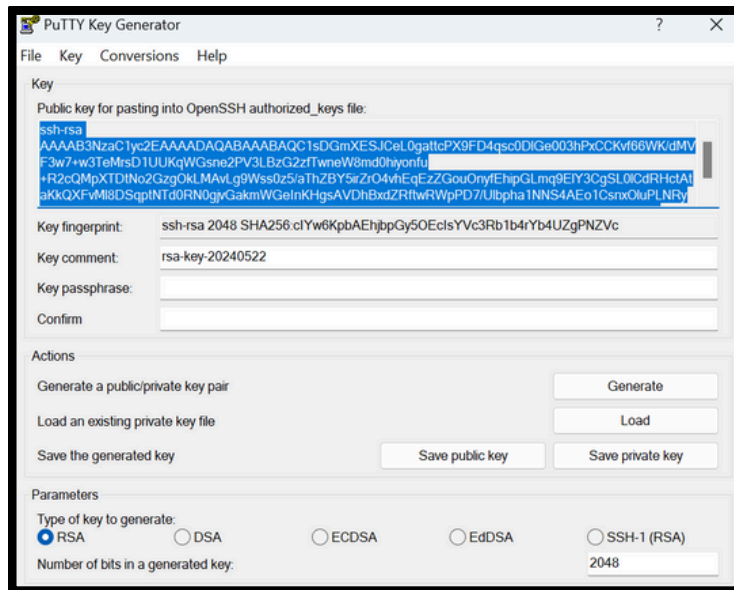 PuTTY Key Generator ? ×
File Key Conversions Help
Key
Public key for pasting into OpenSSH authorized_keys file:
ssh-rsa
AAAAB3NzaC1yc2EAAAADAQABAAABAQC1sDGmXESJCeL0gattcPX9FD4qsc0DlGe003hPxCCKvf66WK/dMV
F3w7+w3TeMrsD1UUKqWGsne2PV3LBzG2zfTwneW8md0hiyonfu
+R2cQMpXTDtNo2GzgOkLMAvLg9Wss0z5/aThZBY5irZrO4vhEqEzZGouOnyfEhipGLmq9ElY3CgSL0lCdRHctAt
aKkQXFvMl8DSqptNTd0RN0gjvGakmWGeInKHgsAVDhBxdZRftwRWpPD7/Ulbpha1NNS4AEo1CsnxOluPLNRy
Key fingerprint: ssh-rsa 2048 SHA256:clYw6KpbAEhjbpGy5OEclsYVc3Rb1b4rYb4UZgPNZVc
Key comment: rsa-key-20240522
Key passphrase:
Confirm
Actions
Generate a public/private key pair Generate
Load an existing private key file Load
Save the generated key Save public key Save private key
Parameters
Type of key to generate:
RSA DSA ECDSA EdDSA SSH-1 (RSA)
Number of bits in a generated key: 2048